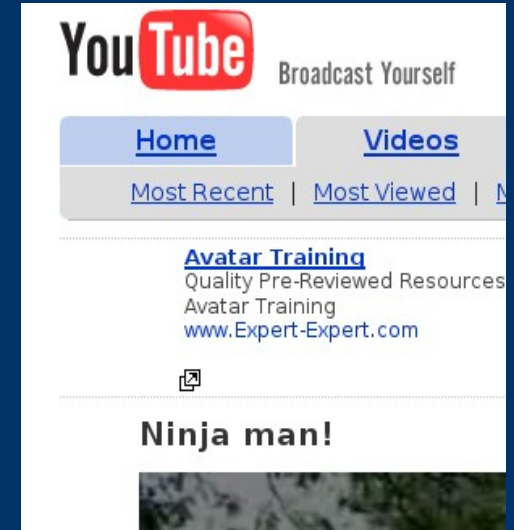 YouTube Broadcast Yourself
Home Videos
Most Recent | Most Viewed |
Avatar Training
Quality Pre-Reviewed Resources
Avatar Training
www.Expert-Expert.com
Ninja man!